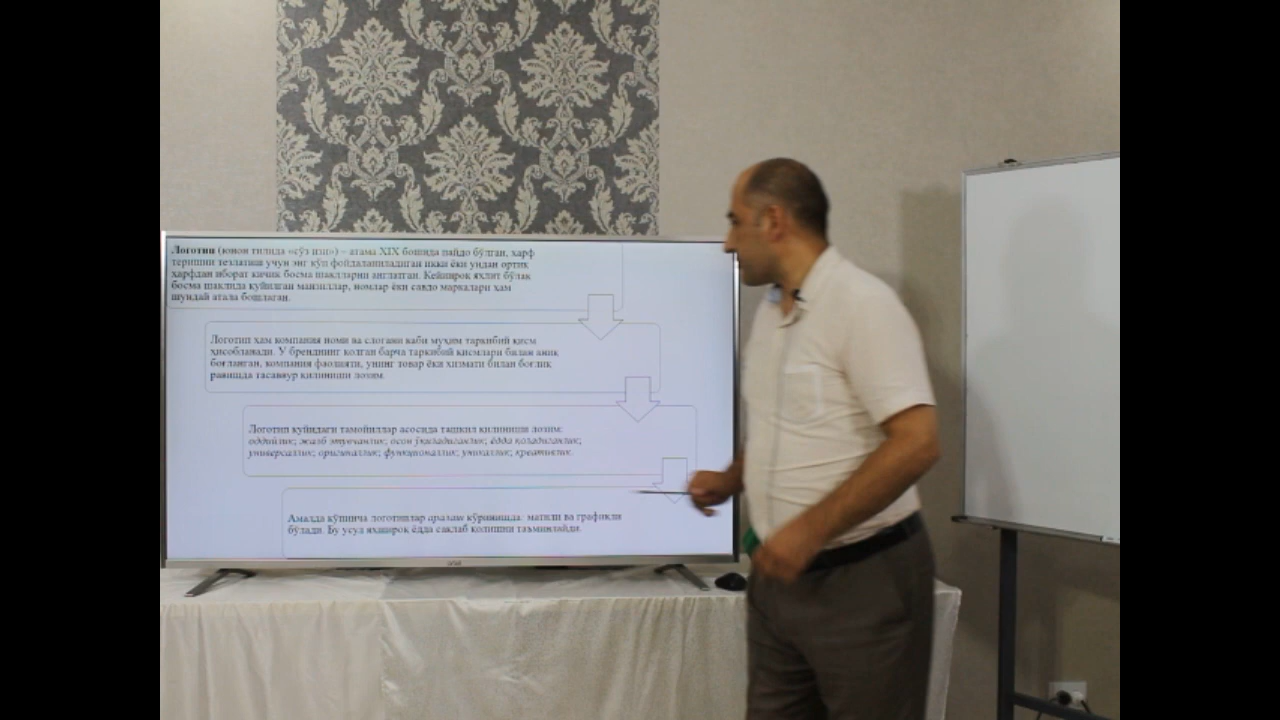 Логотип (юнон тилида «сўз изи») – атама XIX бошида пайдо бўлган, ҳарф
теришни тезлатиш учун энг кўп фойдаланиладиган икки ёки ундан ортиқ
ҳарфдан иборат кичик босма шаклларни англатган. Кейинроқ яхлит бўлак
босма шаклида қуйилган манзиллар, номлар ёки савдо маркалари ҳам
шундай атала бошлаган.
Логотип ҳам компания номи ва слогани каби муҳим таркибий қисм
ҳисобланади. У бренднинг қолган барча таркибий қисмлари билан аниқ
боғланган, компания фаолияти, унинг товар ёки хизмати билан боғлиқ
равишда тасаввур қилиниши лозим.
Логотип қуйидаги тамойиллар асосида ташкил қилиниши лозим:
оддийлик; жалб этувчанлик; осон ўқиладиганлик; ёдда қоладиганлик;
универсаллик; оригиналлик; функционаллик; уникаллик; креативлик.
Амалда кўпинча логотиплар аралаш кўринишда: матнли ва графикли
бўлади. Бу усул яхшироқ ёдда сақлаб қолишни таъминлайди.
artel